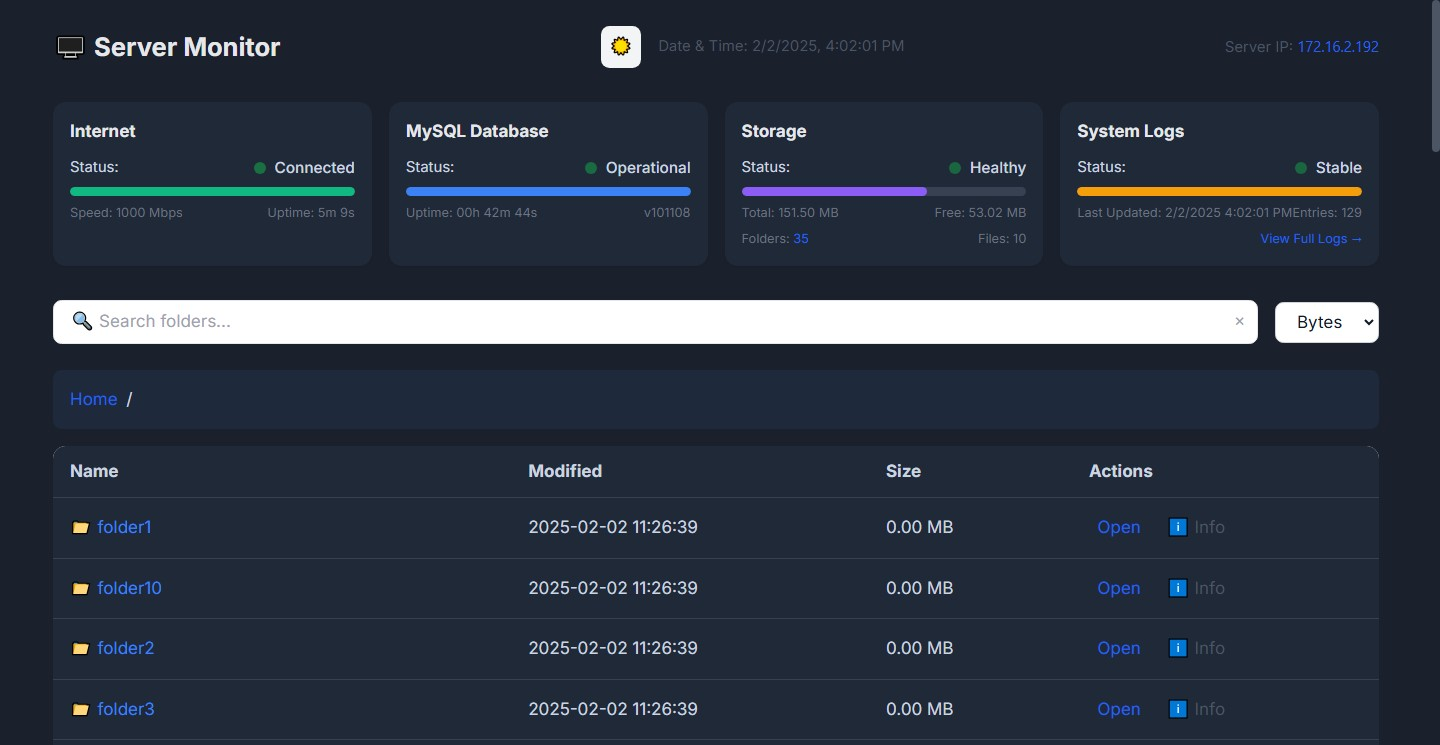 Server Monitor
Date & Time: 2/2/2025, 4:02:01 PM
Server IP: 172.16.2.192
Internet
Status: Connected
Speed: 1000 Mbps Uptime: 5m 9s
MySQL Database
Status: Operational
Uptime: 00h 42m 44s v101108
Storage
Status: Healthy
Total: 151.50 MB Free: 53.02 MB
Folders: 35 Files: 10
System Logs
Status: Stable
Last Updated: 2/2/2025 4:02:01 PMEntries: 129
View Full Logs →
Search folders... ×
Bytes
Home /
Name Modified Size Actions
folder1 2025-02-02 11:26:39 0.00 MB Open i Info
folder10 2025-02-02 11:26:39 0.00 MB Open i Info
folder2 2025-02-02 11:26:39 0.00 MB Open i Info
folder3 2025-02-02 11:26:39 0.00 MB Open i Info